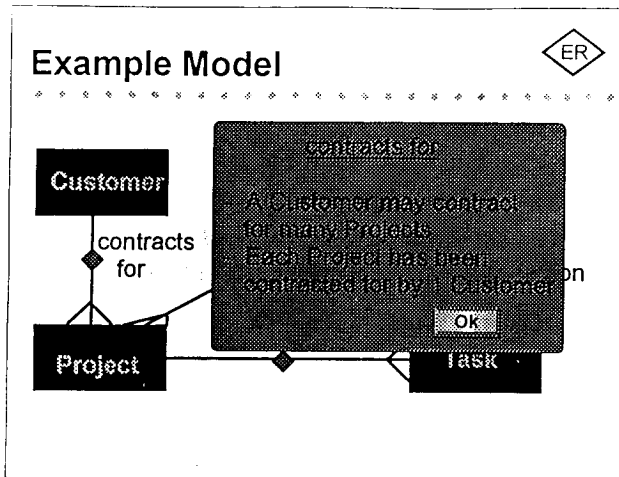 Example Model
ER
Customer
contracts
for
contracts for
- A Customer may contract
for many Projects
- Each Project has been
contracted for by 1 Customer
on
Ok
Project
Task